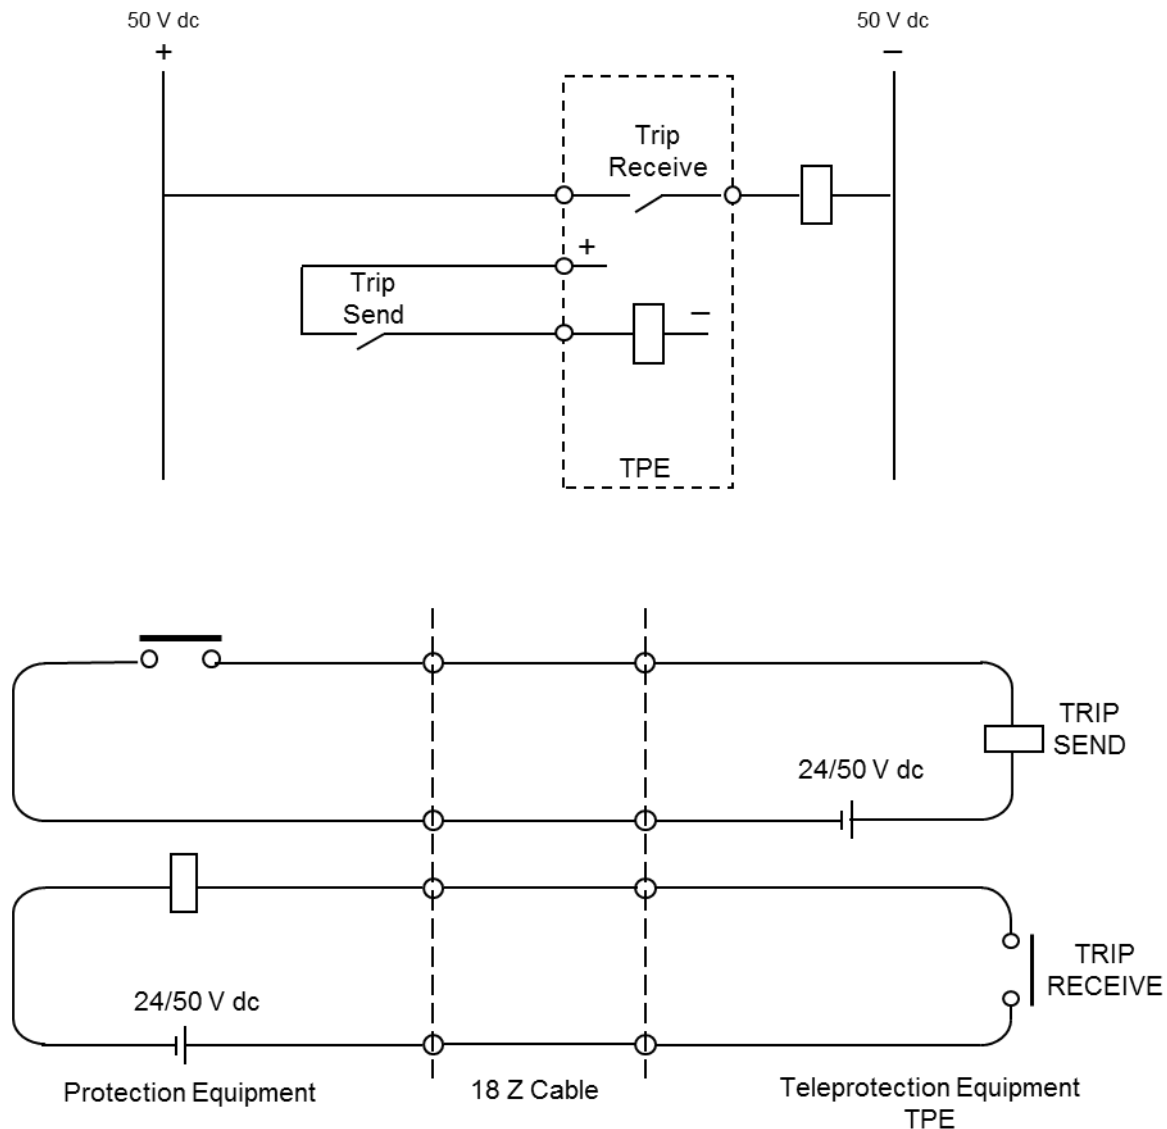 50 V dc
50 V dc
+
−
Trip
Receive
+
Trip
Send
−
TPE
TRIP
SEND
24/50 V dc
24/50 V dc
TRIP
RECEIVE
Protection Equipment
18 Z Cable
Teleprotection Equipment
TPE